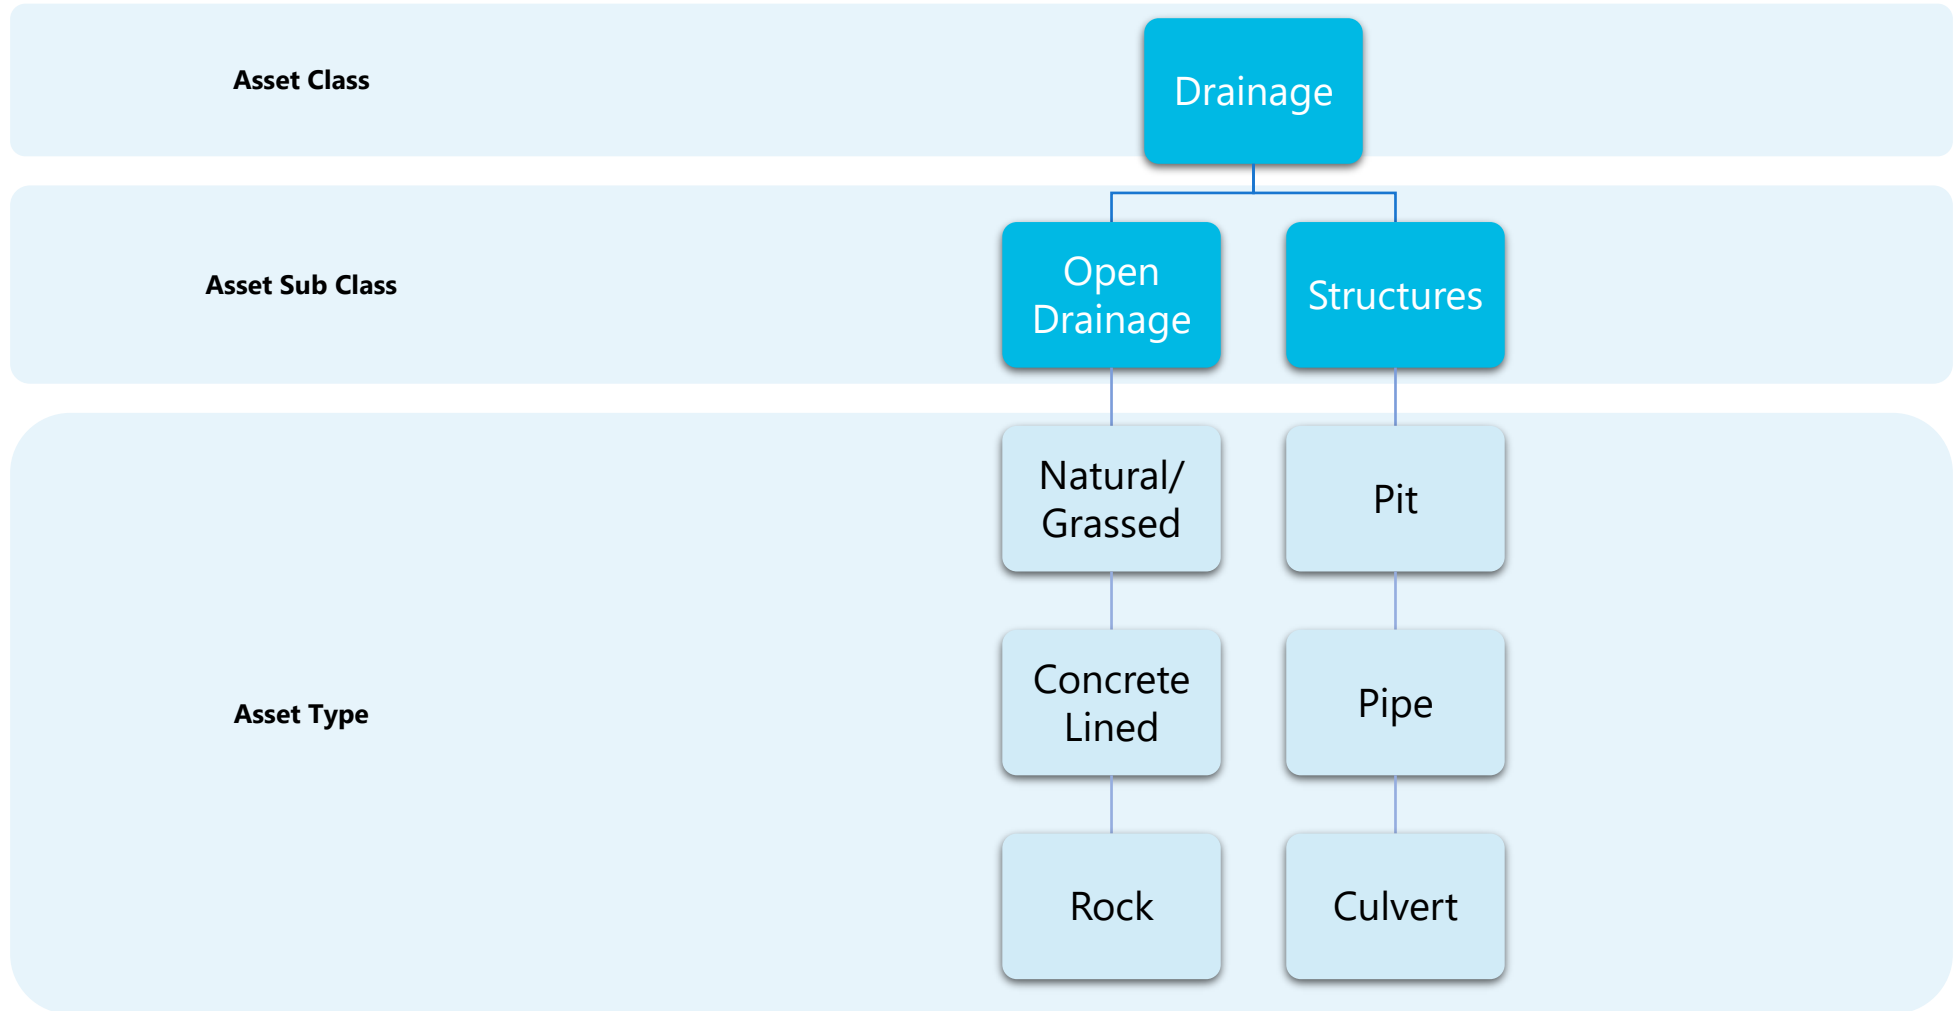 Asset Class
Drainage
Asset Sub Class
Open
Drainage
Structures
Asset Type
Natural/
Grassed
Pit
Concrete
Lined
Pipe
Rock
Culvert